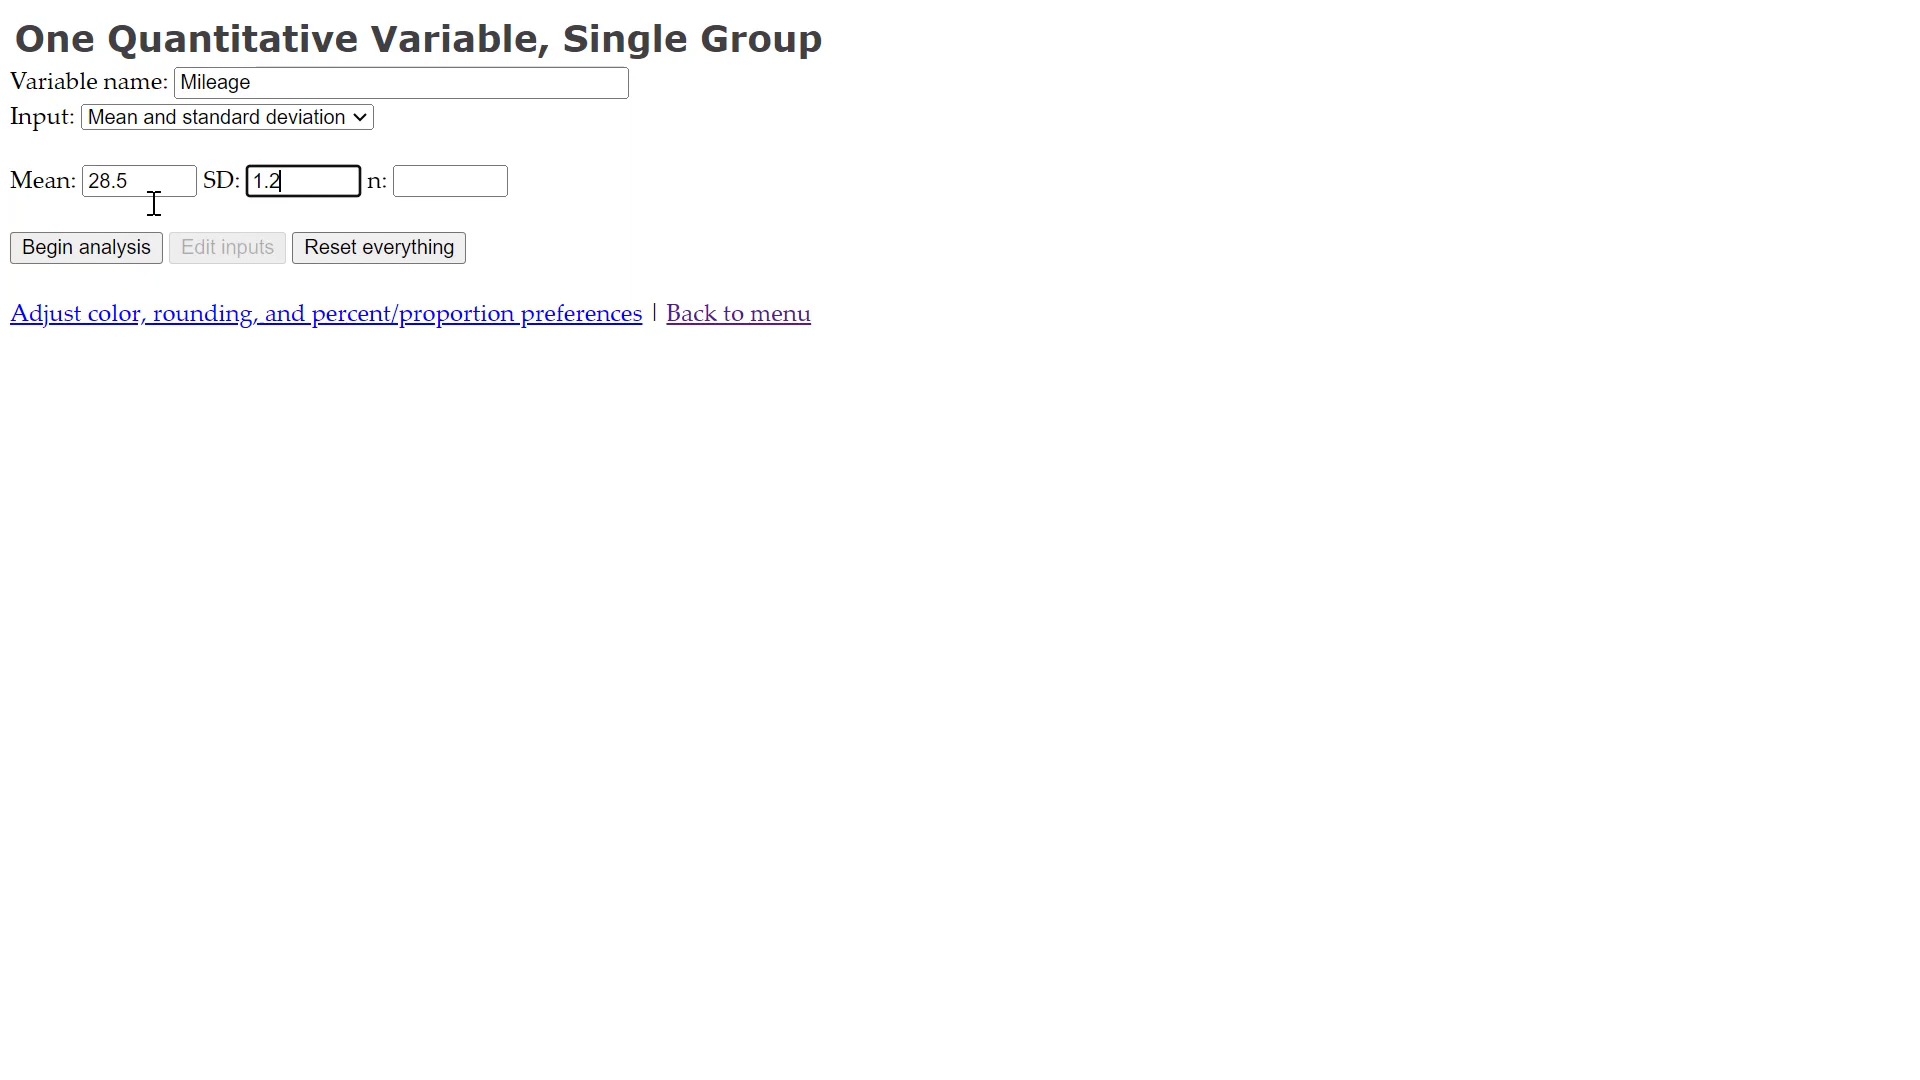 One Quantitative Variable, Single Group
Variable name: Mileage
Input: Mean and standard deviation
Mean: 28.5 SD: 1.2 n:
Begin analysis Edit inputs Reset everything
Adjust color, rounding, and percent/proportion preferences | Back to menu